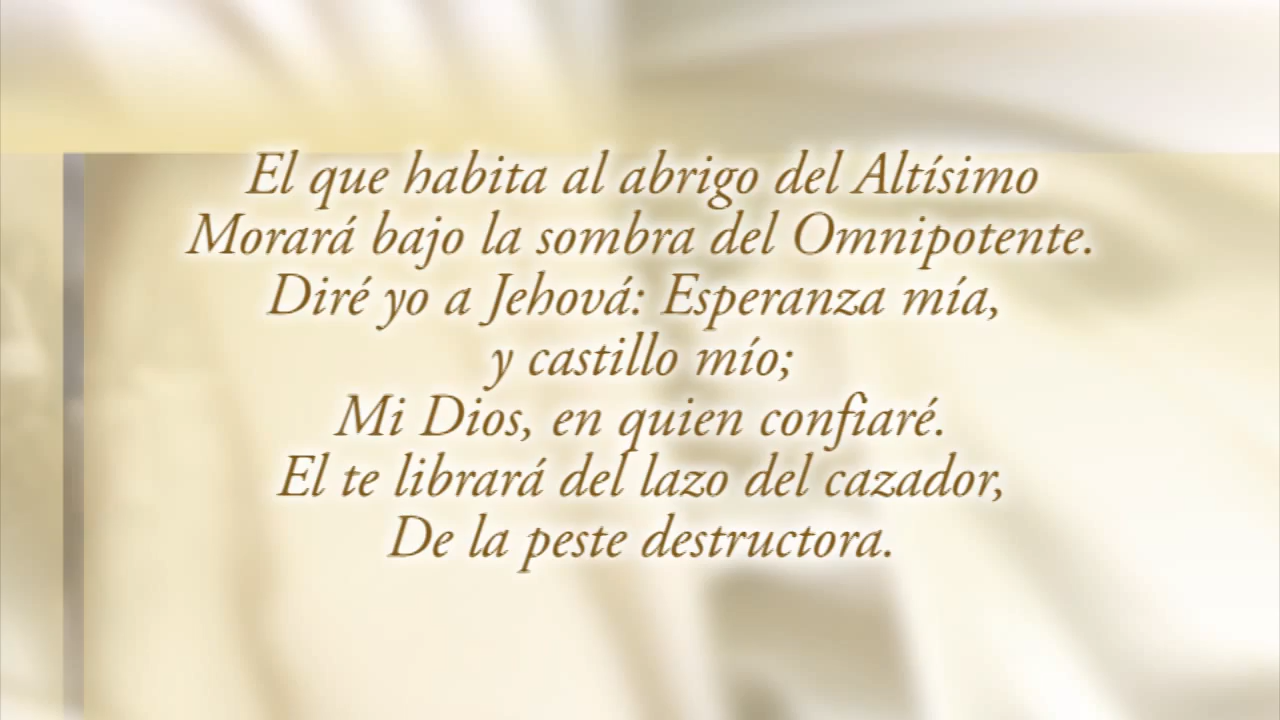 El que habita al abrigo del Altísimo
Morará bajo la sombra del Omnipotente.
Diré yo a Jehová: Esperanza mía,
y castillo mío;
Mi Dios, en quien confiaré.
El te librará del lazo del cazador,
De la peste destructora.